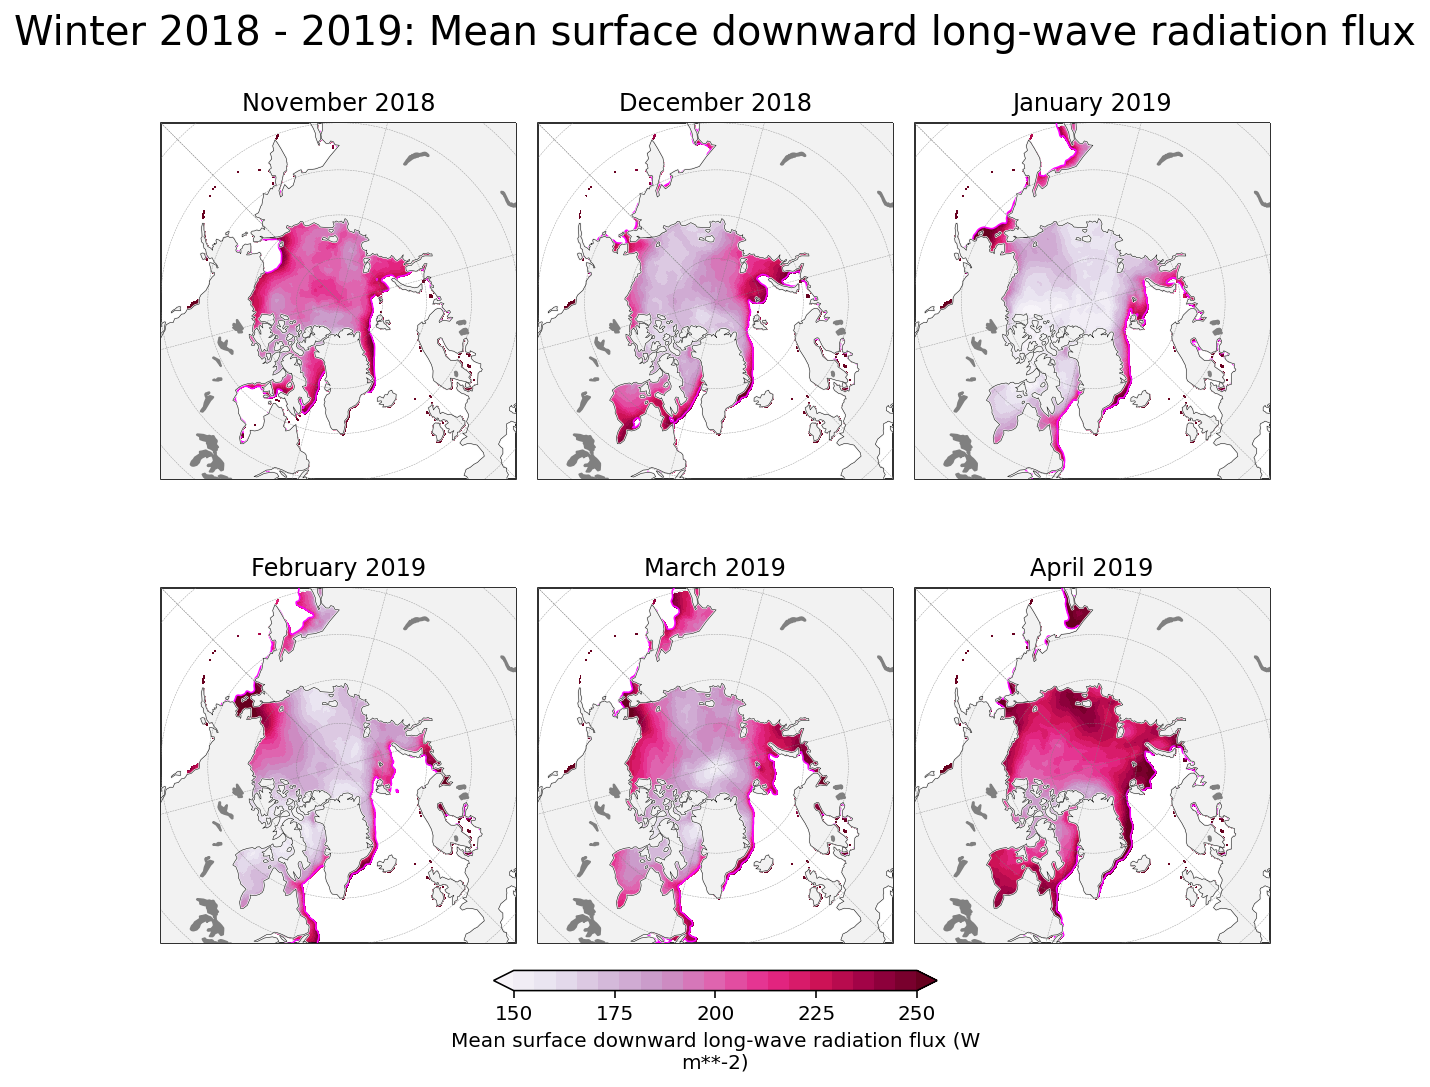 Winter 2018 - 2019: Mean surface downward long-wave radiation flux
November 2018
December 2018
January 2019
February 2019
March 2019
April 2019
150 175 200 225 250
Mean surface downward long-wave radiation flux (W
m**-2)